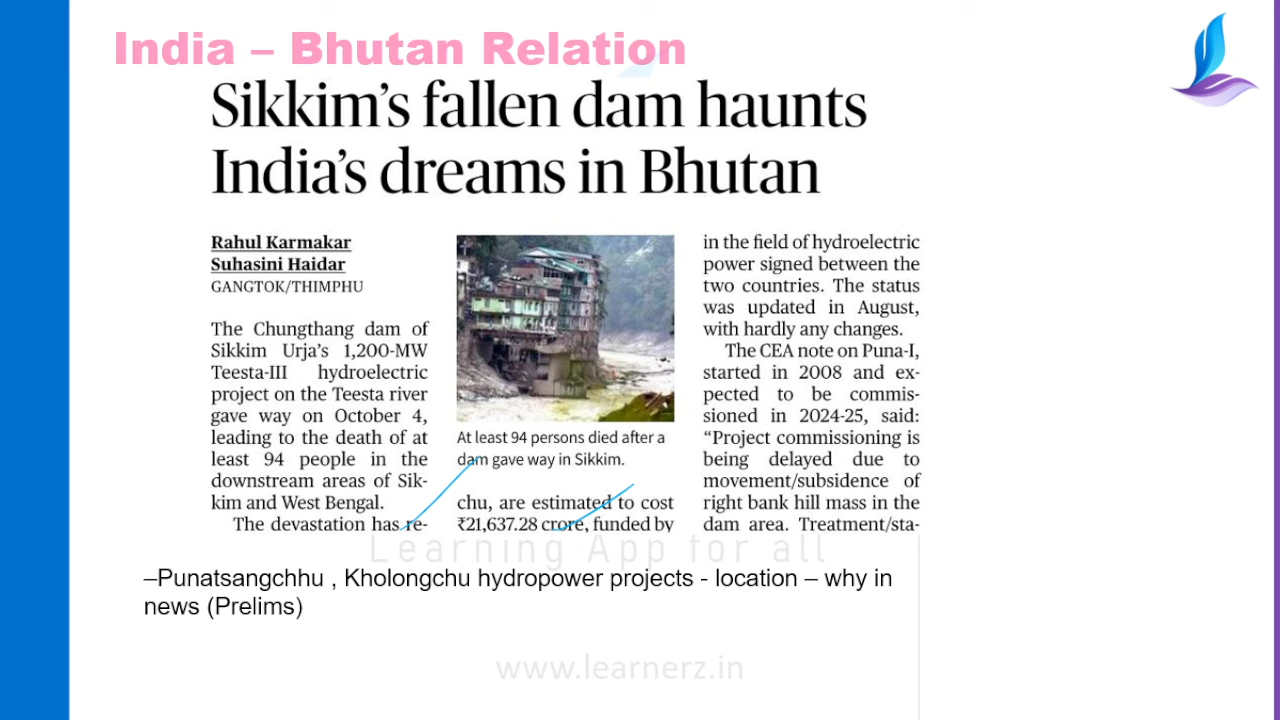 India – Bhutan Relation
Sikkim's fallen dam haunts
India's dreams in Bhutan
Rahul Karmakar
Suhasini Haidar
GANGTOK/THIMPHU
The Chungthang dam of
Sikkim Urja's 1,200-MW
Teesta-III hydroelectric
project on the Teesta river
gave way on October 4,
leading to the death of at
least 94 people in the
downstream areas of Sik-
kim and West Bengal.
The devastation has re-
At least 94 persons died after a
dam gave way in Sikkim.
chu, are estimated to cost
₹21,637.28 crore, funded by
in the field of hydroelectric
power signed between the
two countries. The status
was updated in August,
with hardly any changes.
The CEA note on Puna-I,
started in 2008 and ex-
pected to be commis-
sioned in 2024-25, said:
“Project commissioning is
being delayed due to
movement/subsidence of
right bank hill mass in the
dam area. Treatment/sta-
Learning App for all
–Punatsangchhu , Kholongchu hydropower projects - location – why in
news (Prelims)
www.learnerz.in